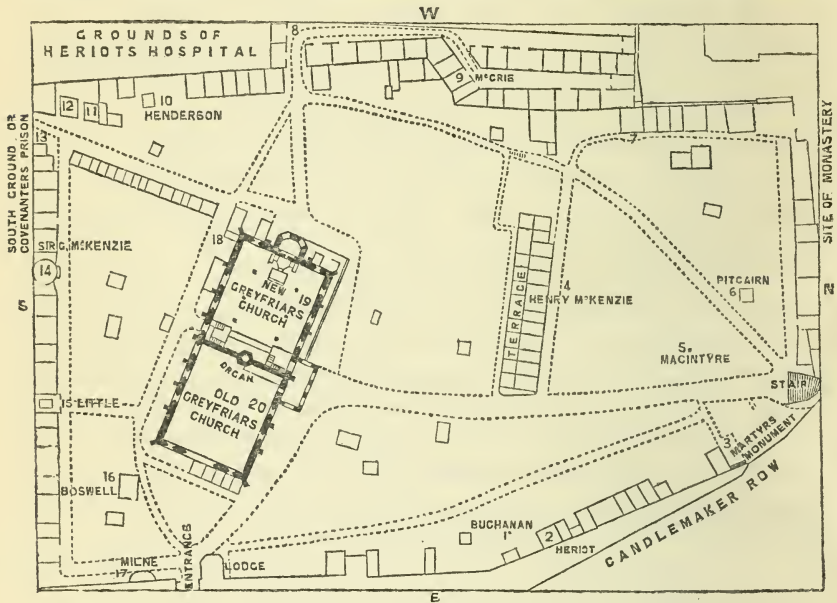 W
GROUNDS OF
HERIOTS HOSPITAL
8
9 McCRIE
12
11
10
HENDERSON
13
7
SOUTH GROUND OR
COVENANTERS PRISON
SITE OF MONASTERY
SIR G. McKENZIE
14
18
NEW 19
GREYFRIARS
CHURCH
TERRACE
4
HENRY McKENZIE
PITCAIRN
6
N
S
5.
MACINTYRE
ORGAN
STAIR
15 LITTLE
OLD 20
GREYFRIARS
CHURCH
3
MARTYRS
MONUMENT
16
BOSWELL
BUCHANAN
1
2
HERIOT
CANDLEMAKER ROW
MILNE
17
ENTRANCE
LODGE
E